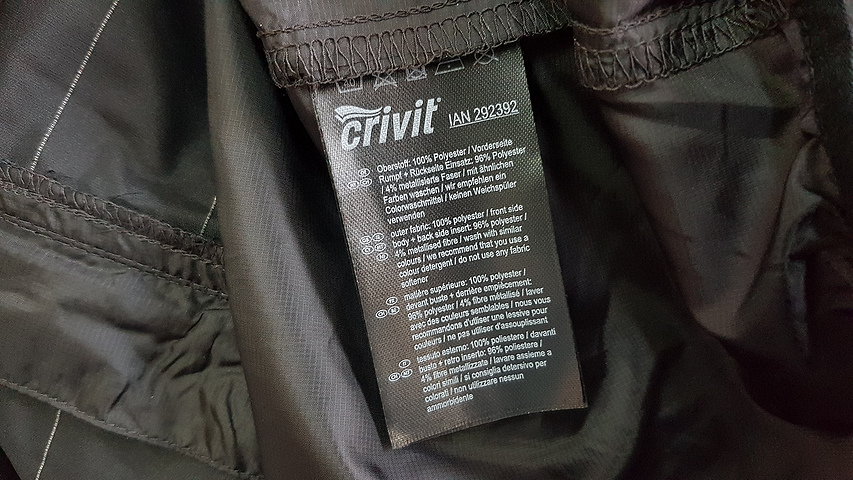 crivit
IAN 292392
Oberstoff: 100% Polyester / Vorderseite
Rumpf + Rückseite Einsatz: 96% Polyester
/ 4% metallisierte Faser / mit ähnlichen
Farben waschen / wir empfehlen ein
Colorwaschmittel / keinen Weichspüler
verwenden
outer fabric: 100% polyester / front side
body + back side insert: 96% polyester /
4% metallised fibre / wash with similar
colours / we recommend that you use a
colour detergent / do not use any fabric
softener
matière supérieure: 100% polyester /
devant buste + derrière empiècement:
96% polyester / 4% fibre métallisé / laver
avec des couleurs semblables / nous vous
recommandons d'utiliser une lessive pour
couleurs / ne pas utiliser d'assouplissant
tessuto esterno: 100% poliestere / davanti
busto + retro inserto: 96% poliestere /
4% fibre metallizzate / lavare assieme a
colori simili / si consiglia detersivo per
colorati / non utilizzare nessun
ammorbidente